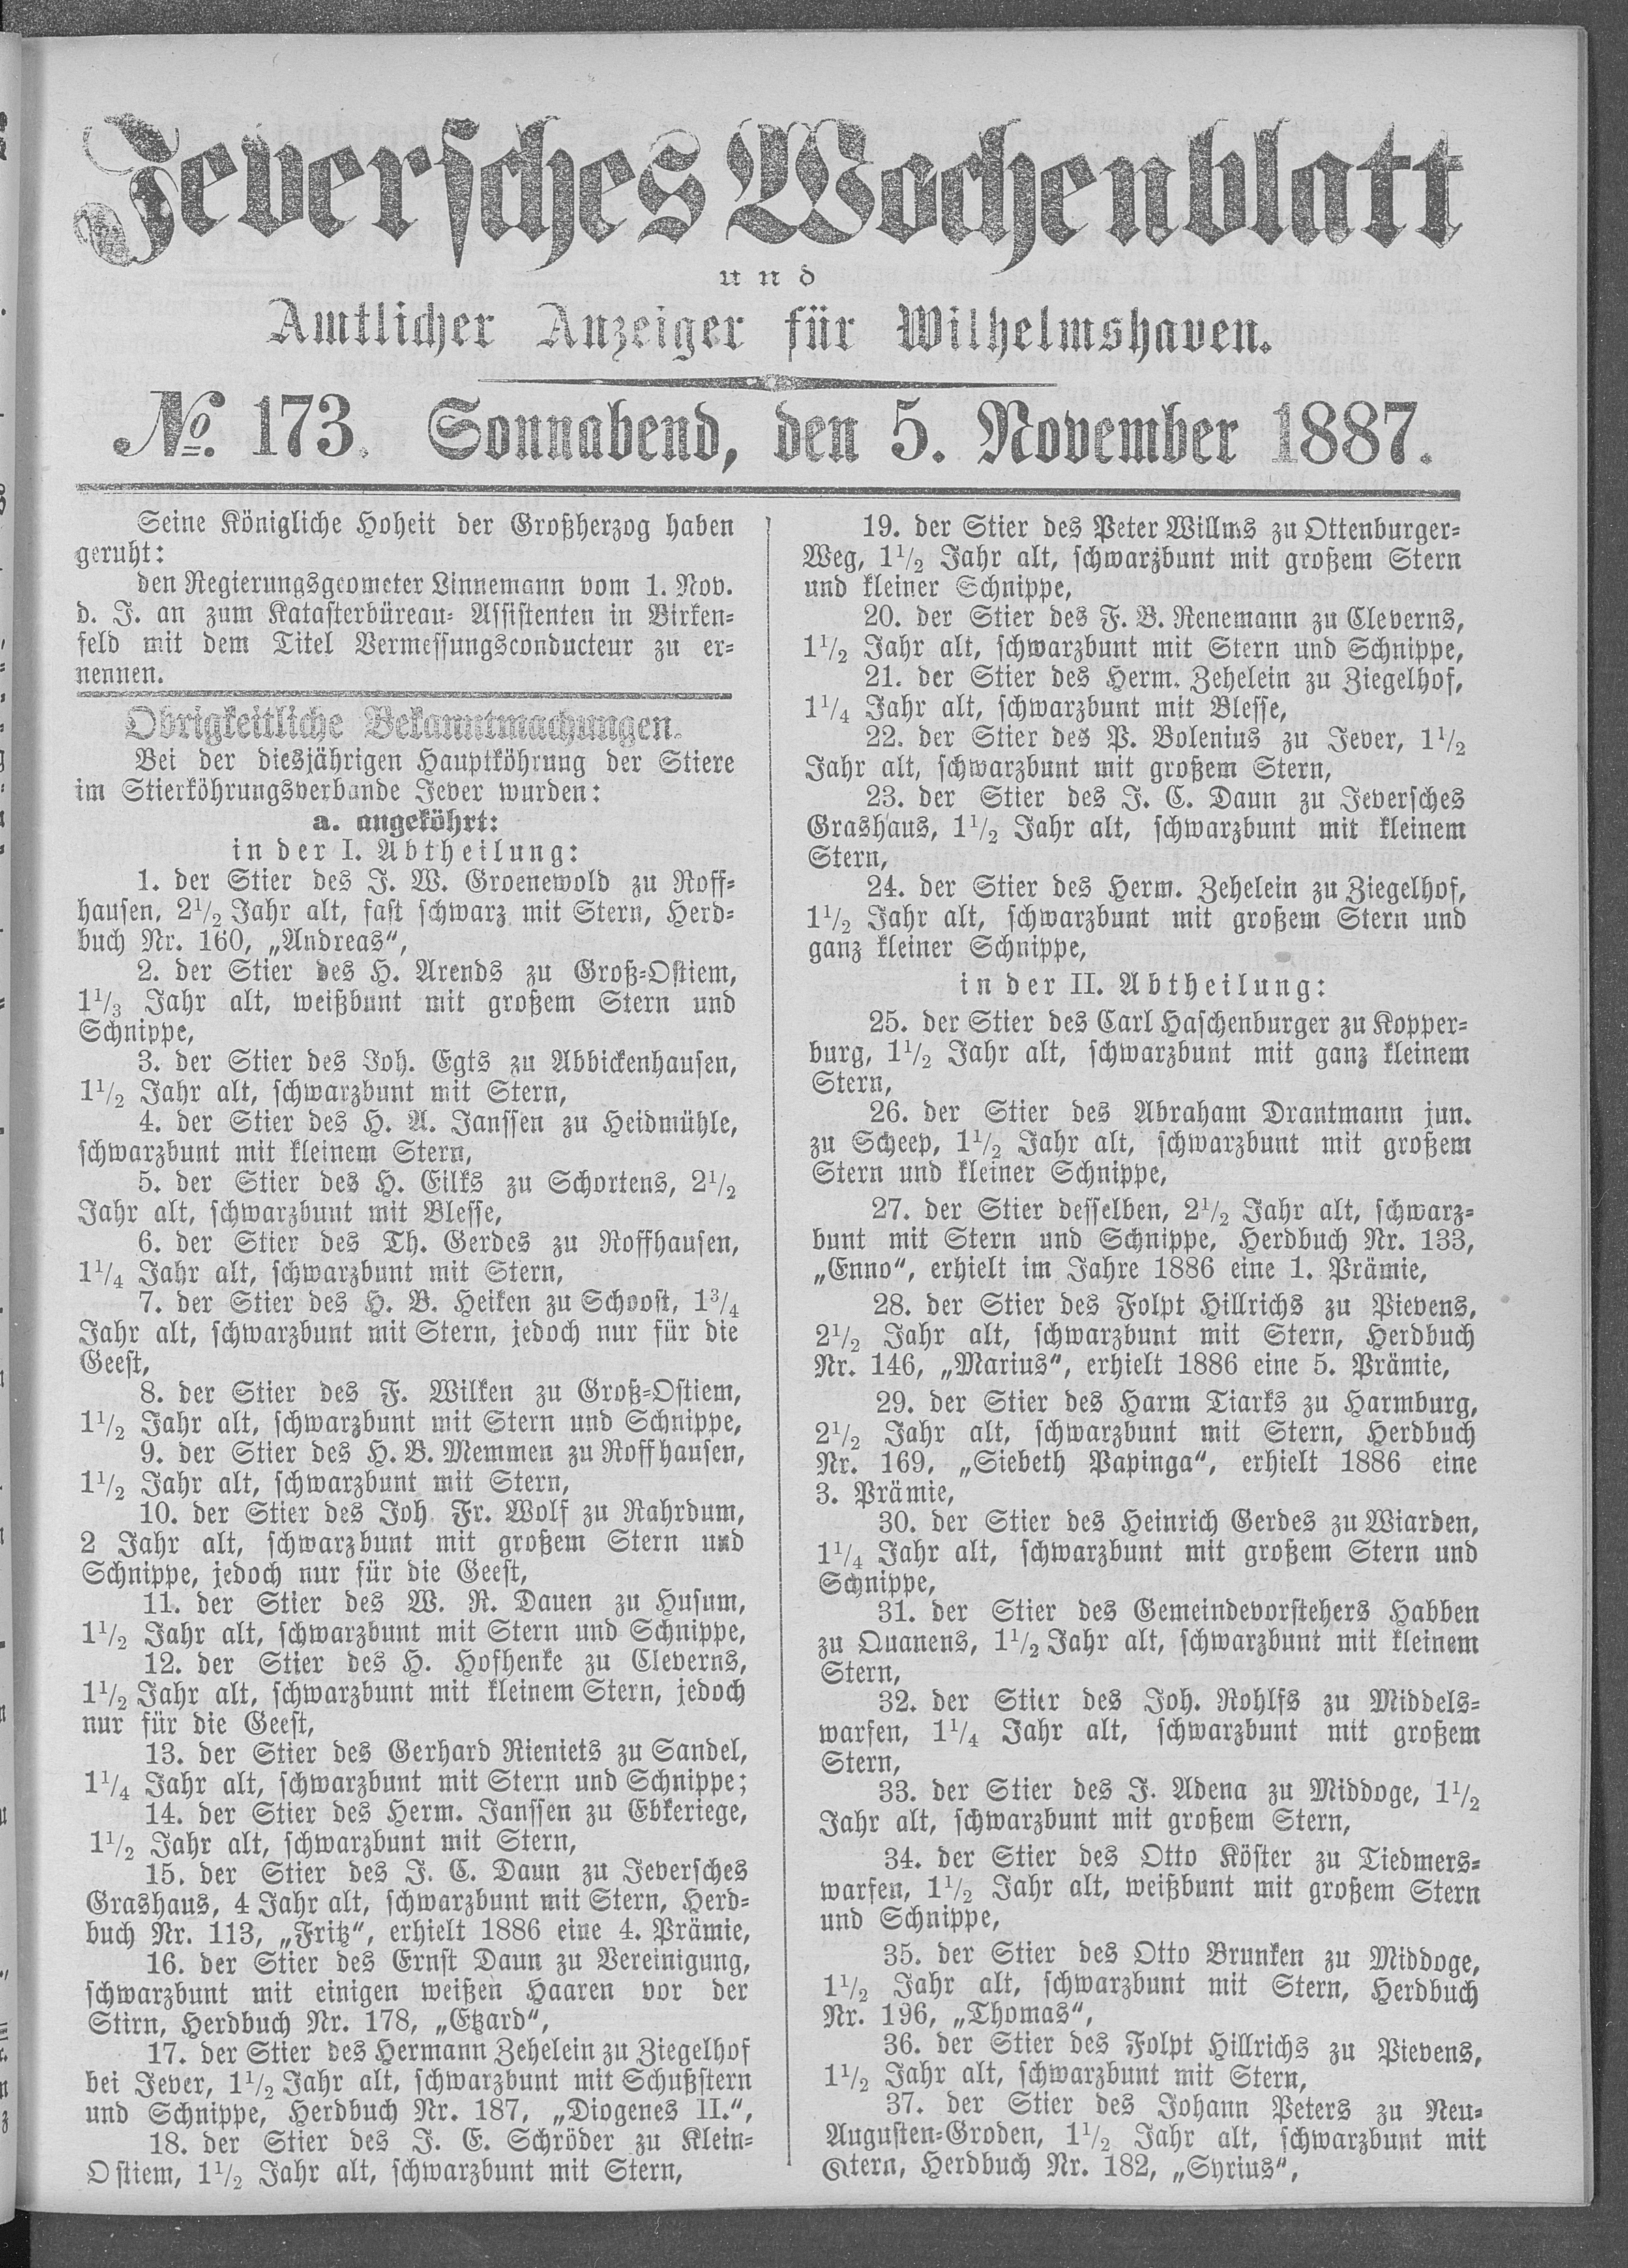 Jeversches Wochenblatt
und
Amtlicher Anzeiger für Wilhelmshaven.
№. 173. Sonnabend, den 5. November 1887.
Seine Königliche Hoheit der Großherzog haben
geruht:
den Regierungsgeometer Linnemann vom 1. Nov.
d. J. an zum Katasterbüreau-Assistenten in Birken-
feld mit dem Titel Vermessungsconducteur zu er-
nennen.
Obrigkeitliche Bekanntmachungen.
Bei der diesjährigen Hauptköhrung der Stiere
im Stierköhrungsverbande Jever wurden:
a. angeköhrt:
in der I. Abtheilung:
1. der Stier des J. W. Groenewold zu Roff-
hausen, 2½ Jahr alt, fast schwarz mit Stern, Herd-
buch Nr. 160, „Andreas“,
2. der Stier des H. Arends zu Groß-Ostiem,
1⅓ Jahr alt, weißbunt mit großem Stern und
Schnippe,
3. der Stier des Joh. Egts zu Abbickenhausen,
1½ Jahr alt, schwarzbunt mit Stern,
4. der Stier des H. A. Janssen zu Heidmühle,
schwarzbunt mit kleinem Stern,
5. der Stier des H. Eilks zu Schortens, 2½
Jahr alt, schwarzbunt mit Blesse,
6. der Stier des Th. Gerdes zu Roffhausen,
1¼ Jahr alt, schwarzbunt mit Stern,
7. der Stier des H. B. Heiken zu Schoost, 1¾
Jahr alt, schwarzbunt mit Stern, jedoch nur für die
Geest,
8. der Stier des F. Wilken zu Groß-Ostiem,
1½ Jahr alt, schwarzbunt mit Stern und Schnippe,
9. der Stier des H. B. Memmen zu Roffhausen,
1½ Jahr alt, schwarzbunt mit Stern,
10. der Stier des Joh. Fr. Wolf zu Rahrdum,
2 Jahr alt, schwarzbunt mit großem Stern und
Schnippe, jedoch nur für die Geest,
11. der Stier des W. R. Dauen zu Husum,
1½ Jahr alt, schwarzbunt mit Stern und Schnippe,
12. der Stier des H. Hofhenke zu Cleverns,
1½ Jahr alt, schwarzbunt mit kleinem Stern, jedoch
nur für die Geest,
13. der Stier des Gerhard Rieniets zu Sandel,
1¼ Jahr alt, schwarzbunt mit Stern und Schnippe;
14. der Stier des Herm. Janssen zu Ebkeriege,
1½ Jahr alt, schwarzbunt mit Stern,
15. der Stier des J. C. Daun zu Jeversches
Grashaus, 4 Jahr alt, schwarzbunt mit Stern, Herd-
buch Nr. 113, „Fritz“, erhielt 1886 eine 4. Prämie,
16. der Stier des Ernst Daun zu Vereinigung,
schwarzbunt mit einigen weißen Haaren vor der
Stirn, Herdbuch Nr. 178, „Etzard“,
17. der Stier des Hermann Zehelein zu Ziegelhof
bei Jever, 1½ Jahr alt, schwarzbunt mit Schußstern
und Schnippe, Herdbuch Nr. 187, „Diogenes II.“,
18. der Stier des J. E. Schröder zu Klein-
Ostiem, 1½ Jahr alt, schwarzbunt mit Stern,
19. der Stier des Peter Willms zu Ottenburger-
Weg, 1½ Jahr alt, schwarzbunt mit großem Stern
und kleiner Schnippe,
20. der Stier des F. B. Renemann zu Cleverns,
1½ Jahr alt, schwarzbunt mit Stern und Schnippe,
21. der Stier des Herm. Zehelein zu Ziegelhof,
1¼ Jahr alt, schwarzbunt mit Blesse,
22. der Stier des P. Bolenius zu Jever, 1½
Jahr alt, schwarzbunt mit großem Stern,
23. der Stier des J. C. Daun zu Jeversches
Grashaus, 1½ Jahr alt, schwarzbunt mit kleinem
Stern,
24. der Stier des Herm. Zehelein zu Ziegelhof,
1½ Jahr alt, schwarzbunt mit großem Stern und
ganz kleiner Schnippe,
in der II. Abtheilung:
25. der Stier des Carl Haschenburger zu Kopper-
burg, 1½ Jahr alt, schwarzbunt mit ganz kleinem
Stern,
26. der Stier des Abraham Drantmann jun.
zu Scheep, 1½ Jahr alt, schwarzbunt mit großem
Stern und kleiner Schnippe,
27. der Stier desselben, 2½ Jahr alt, schwarz-
bunt mit Stern und Schnippe, Herdbuch Nr. 133,
„Enno“, erhielt im Jahre 1886 eine 1. Prämie,
28. der Stier des Folpt Hillrichs zu Pievens,
2½ Jahr alt, schwarzbunt mit Stern, Herdbuch
Nr. 146, „Marius“, erhielt 1886 eine 5. Prämie,
29. der Stier des Harm Tiarks zu Harmburg,
2½ Jahr alt, schwarzbunt mit Stern, Herdbuch
Nr. 169, „Siebeth Papinga“, erhielt 1886 eine
3. Prämie,
30. der Stier des Heinrich Gerdes zu Wiarden,
1¼ Jahr alt, schwarzbunt mit großem Stern und
Schnippe,
31. der Stier des Gemeindevorstehers Habben
zu Quanens, 1½ Jahr alt, schwarzbunt mit kleinem
Stern,
32. der Stier des Joh. Rohlfs zu Middels-
warfen, 1¼ Jahr alt, schwarzbunt mit großem
Stern,
33. der Stier des J. Adena zu Middoge, 1½
Jahr alt, schwarzbunt mit großem Stern,
34. der Stier des Otto Köster zu Tiedmers-
warfen, 1½ Jahr alt, weißbunt mit großem Stern
und Schnippe,
35. der Stier des Otto Brunken zu Middoge,
1½ Jahr alt, schwarzbunt mit Stern, Herdbuch
Nr. 196, „Thomas“,
36. der Stier des Folpt Hillrichs zu Pievens,
1½ Jahr alt, schwarzbunt mit Stern,
37. der Stier des Johann Peters zu Neu-
Augusten-Groden, 1½ Jahr alt, schwarzbunt mit
Stern, Herdbuch Nr. 182, „Syrius“,